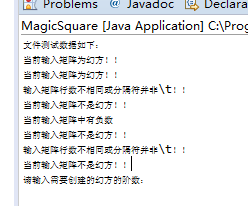 Problems @ Javadoc Declara
MagicSquare [Java Application] C:\Prog
文件测试数据如下：
当前输入矩阵为幻方！！
当前输入矩阵为幻方！！
输入矩阵行数不相同或分隔符并非\t！！
当前输入矩阵不是幻方！
当前输入矩阵中有负数
当前输入矩阵不是幻方！！
输入矩阵行数不相同或分隔符并非\t！！
当前输入矩阵不是幻方！！
请输入需要创建的幻方的阶数：